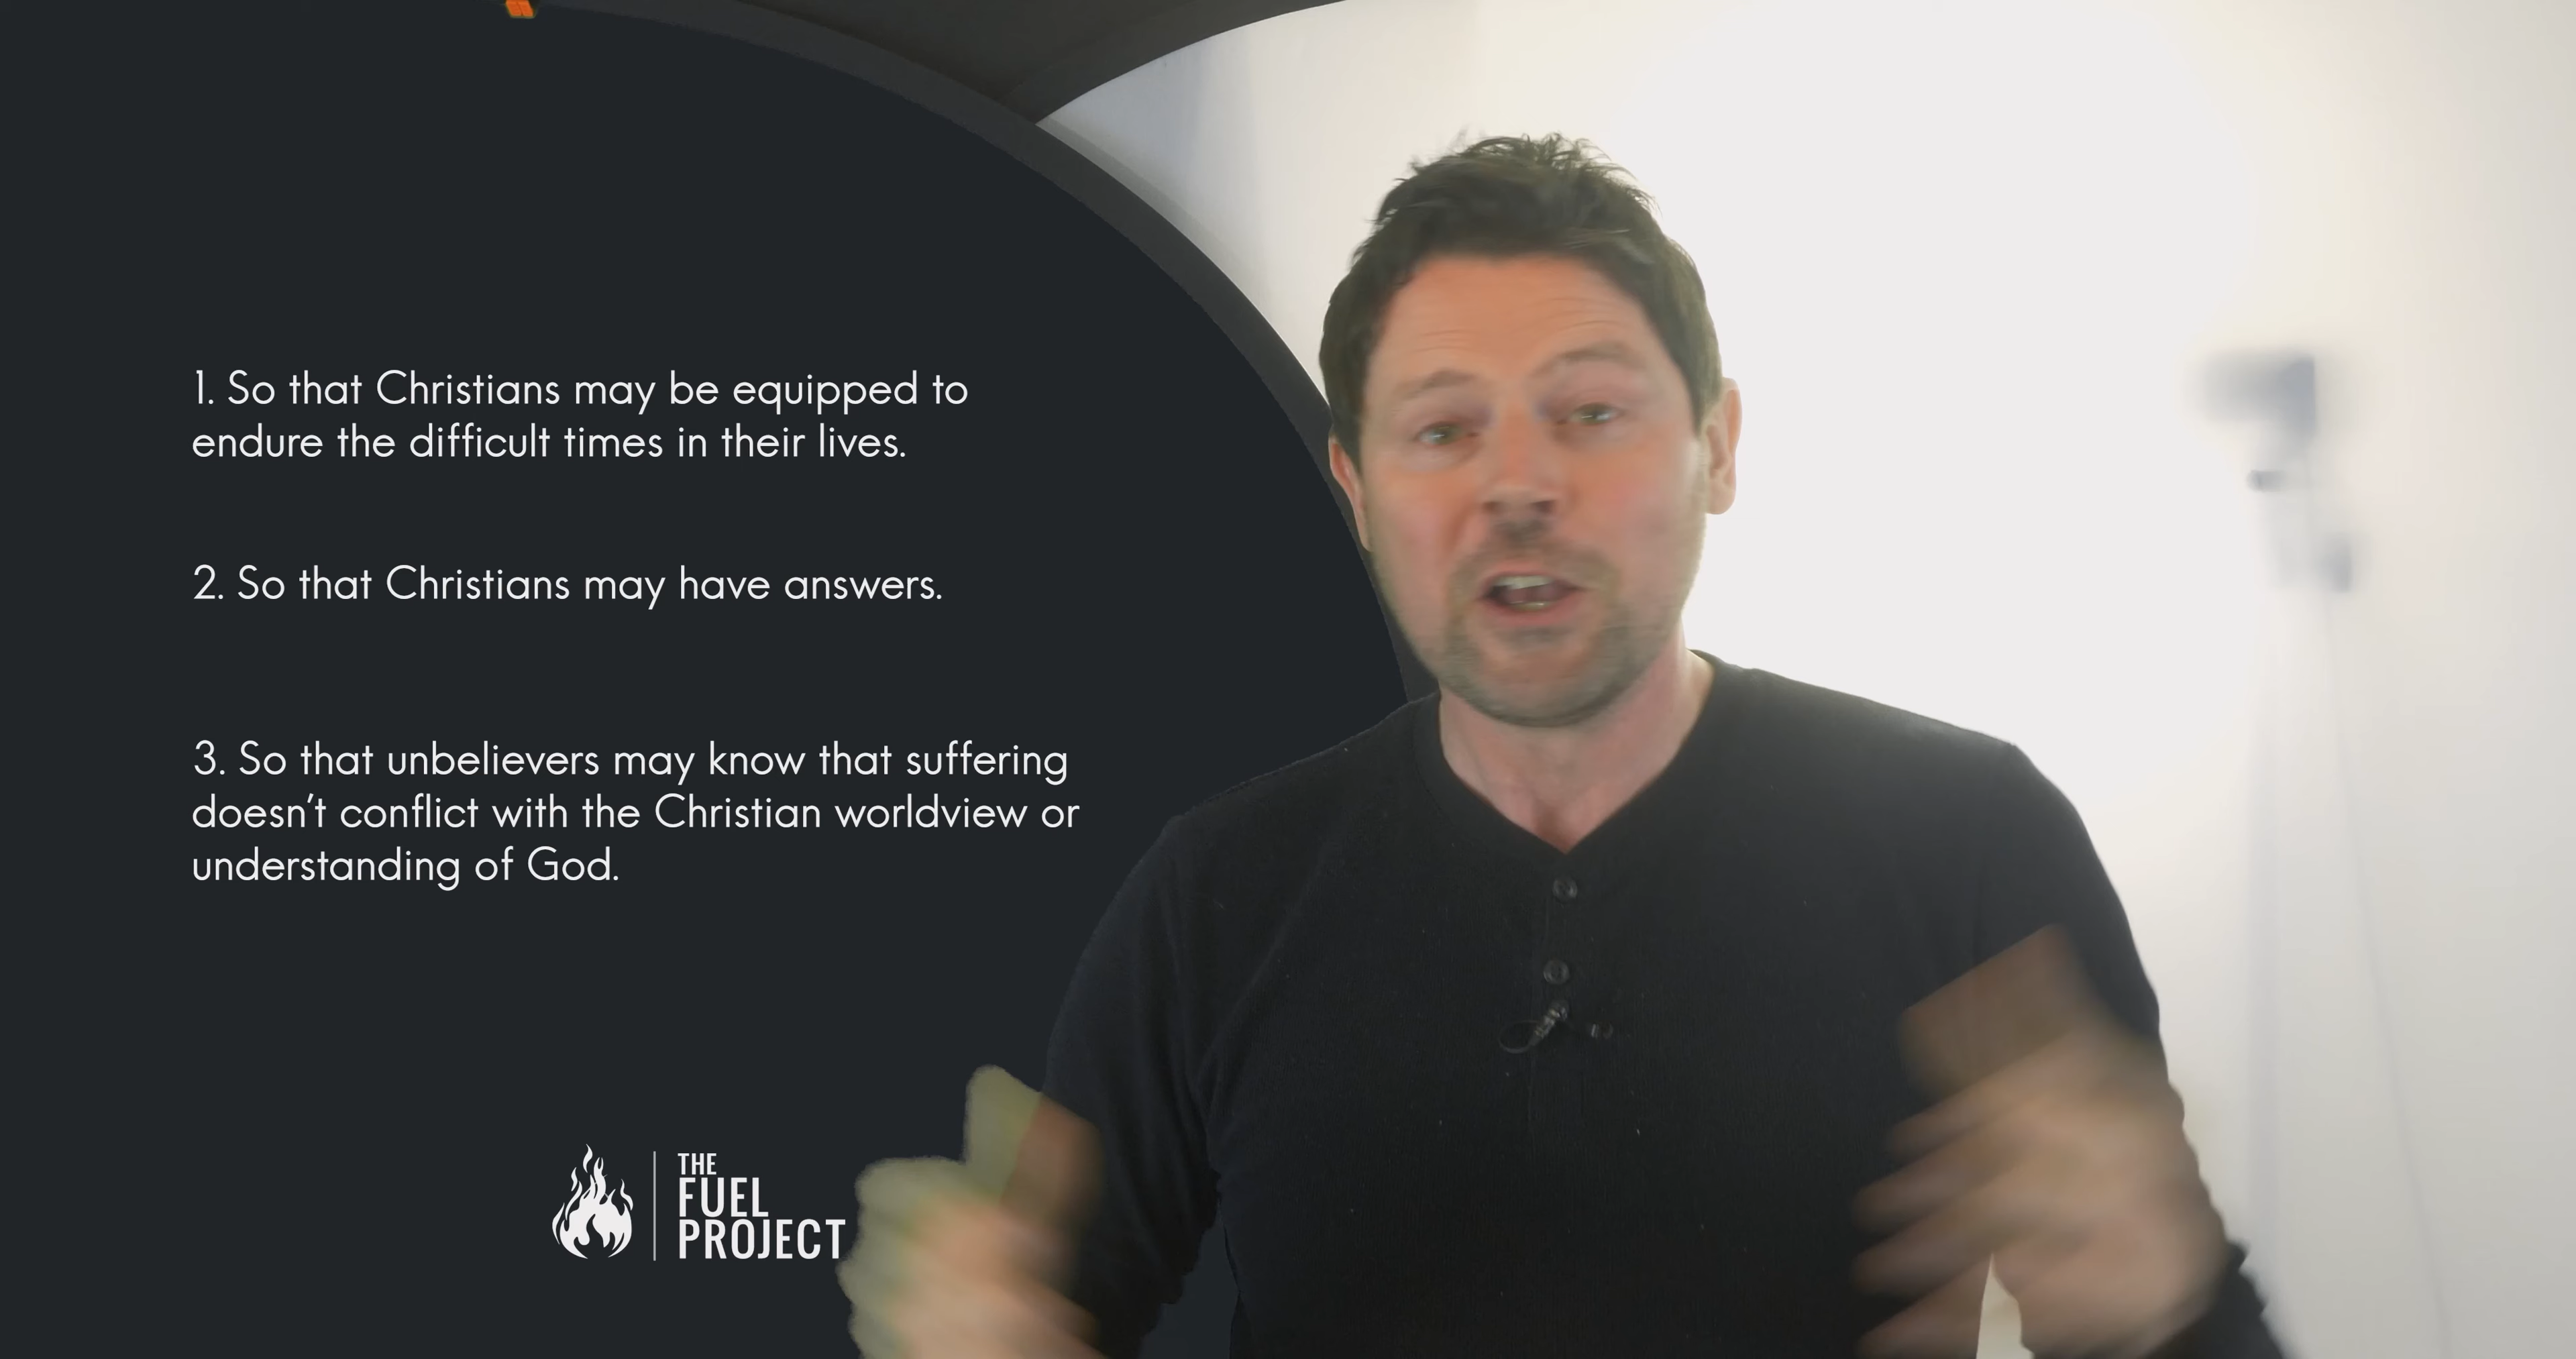 1. So that Christians may be equipped to
endure the difficult times in their lives.
2. So that Christians may have answers.
3. So that unbelievers may know that suffering
doesn't conflict with the Christian worldview or
understanding of God.
THE
FUEL
PROJECT